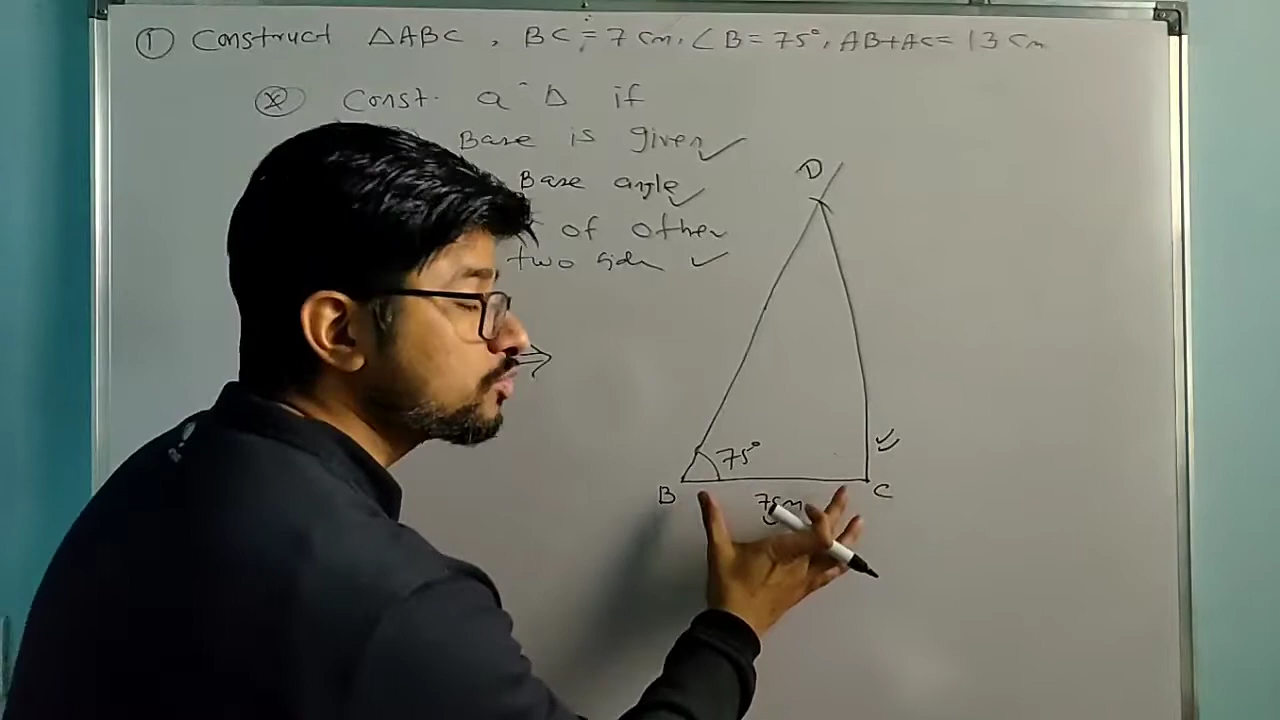 ① Construct △ABC, BC = 7 cm, ∠B = 75°, AB+AC = 13 cm
Ⓧ Const. a △ if
Base is given ✓
Base angle ✓
of other
two side ✓
⇒
D
75°
B
7cm
C